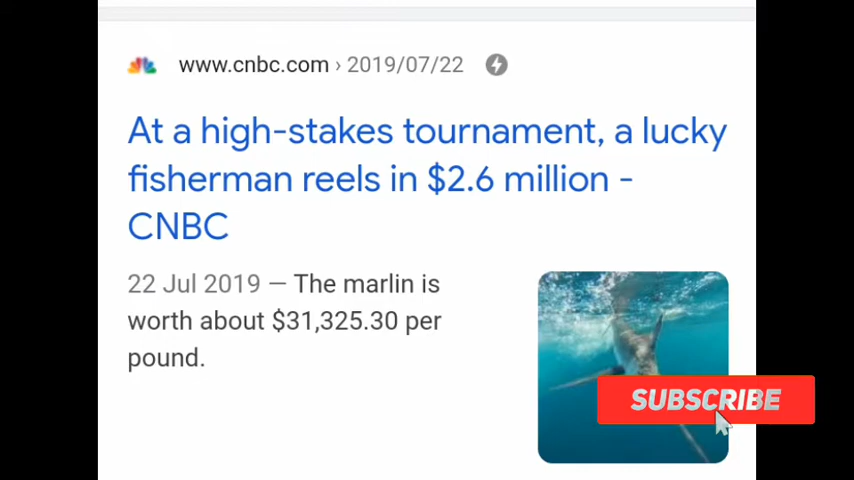 www.cnbc.com › 2019/07/22
At a high-stakes tournament, a lucky
fisherman reels in $2.6 million -
CNBC
22 Jul 2019 — The marlin is
worth about $31,325.30 per
pound.
SUBSCRIBE